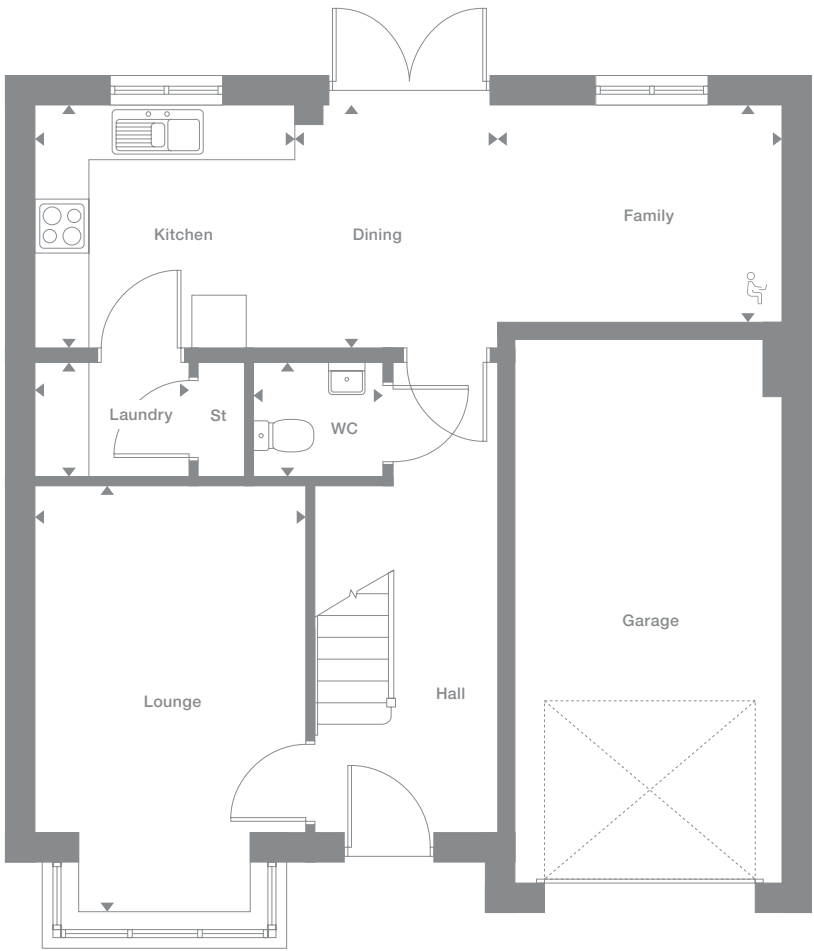 Family
Kitchen
Dining
Laundry
St
WC
Garage
Hall
Lounge